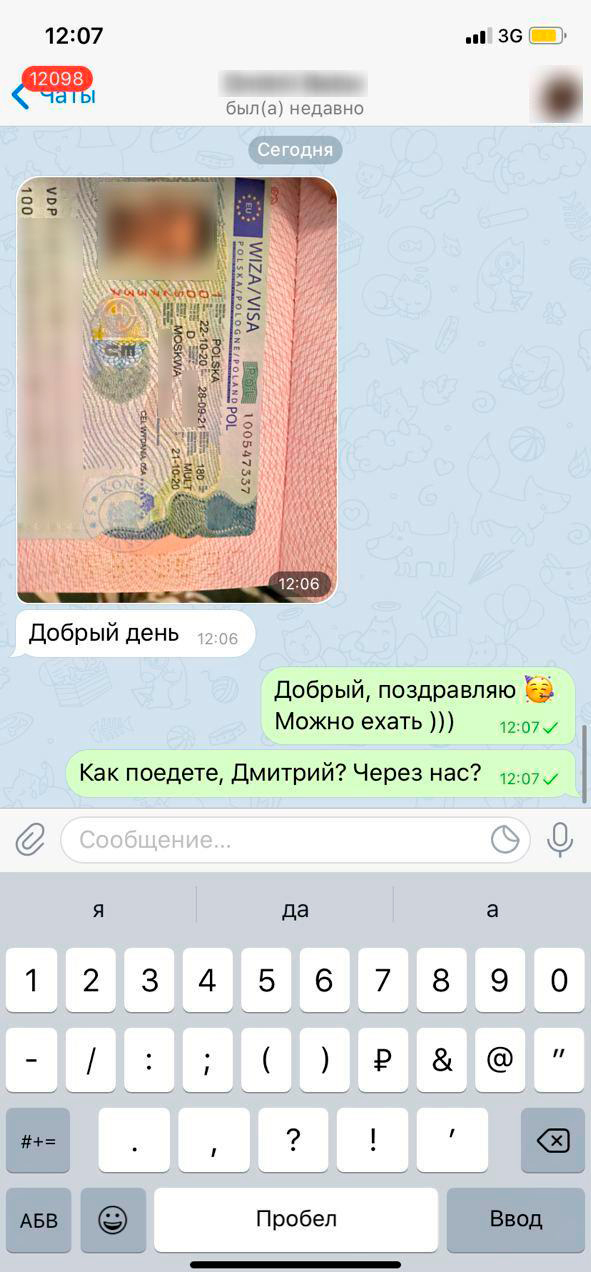 12:07
3G
12098
Чаты
был(а) недавно
Сегодня
VDP
100
WIZA/VISA
EU
POLSKA/POLOGNE/POLAND
POL
100547337
POLSKA
22-10-20 28-09-21 180
D MULT
MOSKWA 21-10-20
12:06
Добрый день 12:06
Добрый, поздравляю 🥳
Можно ехать ))) 12:07
Как поедете, Дмитрий? Через нас? 12:07
Сообщение...
я да а
1 2 3 4 5 6 7 8 9 0
- / : ; ( ) ₽ & @ "
#+= . , ? ! ’
АБВ Пробел Ввод